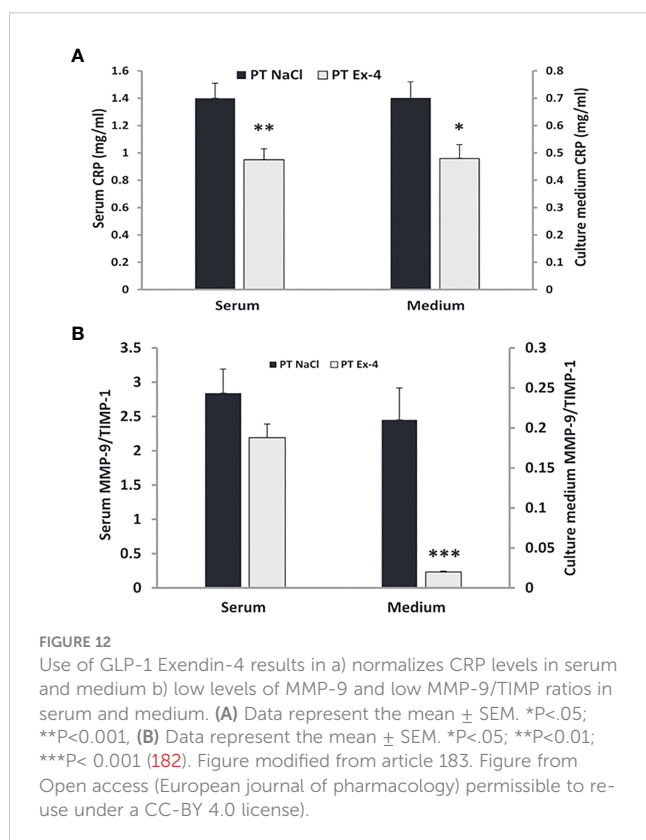 A
PT NaCl PT Ex-4
Serum CRP (mg/ml)
1.6
1.4
1.2
1
0.8
0.6
0.4
0.2
0
**
*
0.8
0.7
0.6
0.5
0.4
0.3
0.2
0.1
0
Culture medium CRP (mg/ml)
Serum Medium
B
PT NaCl PT Ex-4
Serum MMP-9/TIMP-1
3.5
3
2.5
2
1.5
1
0.5
0
***
0.3
0.25
0.2
0.15
0.1
0.05
0
Culture medium MMP-9/TIMP-1
Serum Medium
FIGURE 12
Use of GLP-1 Exendin-4 results in a) normalizes CRP levels in serum
and medium b) low levels of MMP-9 and low MMP-9/TIMP ratios in
serum and medium. (A) Data represent the mean ± SEM. *P<.05;
**P<0.001, (B) Data represent the mean ± SEM. *P<.05; **P<0.01;
***P< 0.001 (182). Figure modified from article 183. Figure from
Open access (European journal of pharmacology) permissible to re-
use under a CC-BY 4.0 license).